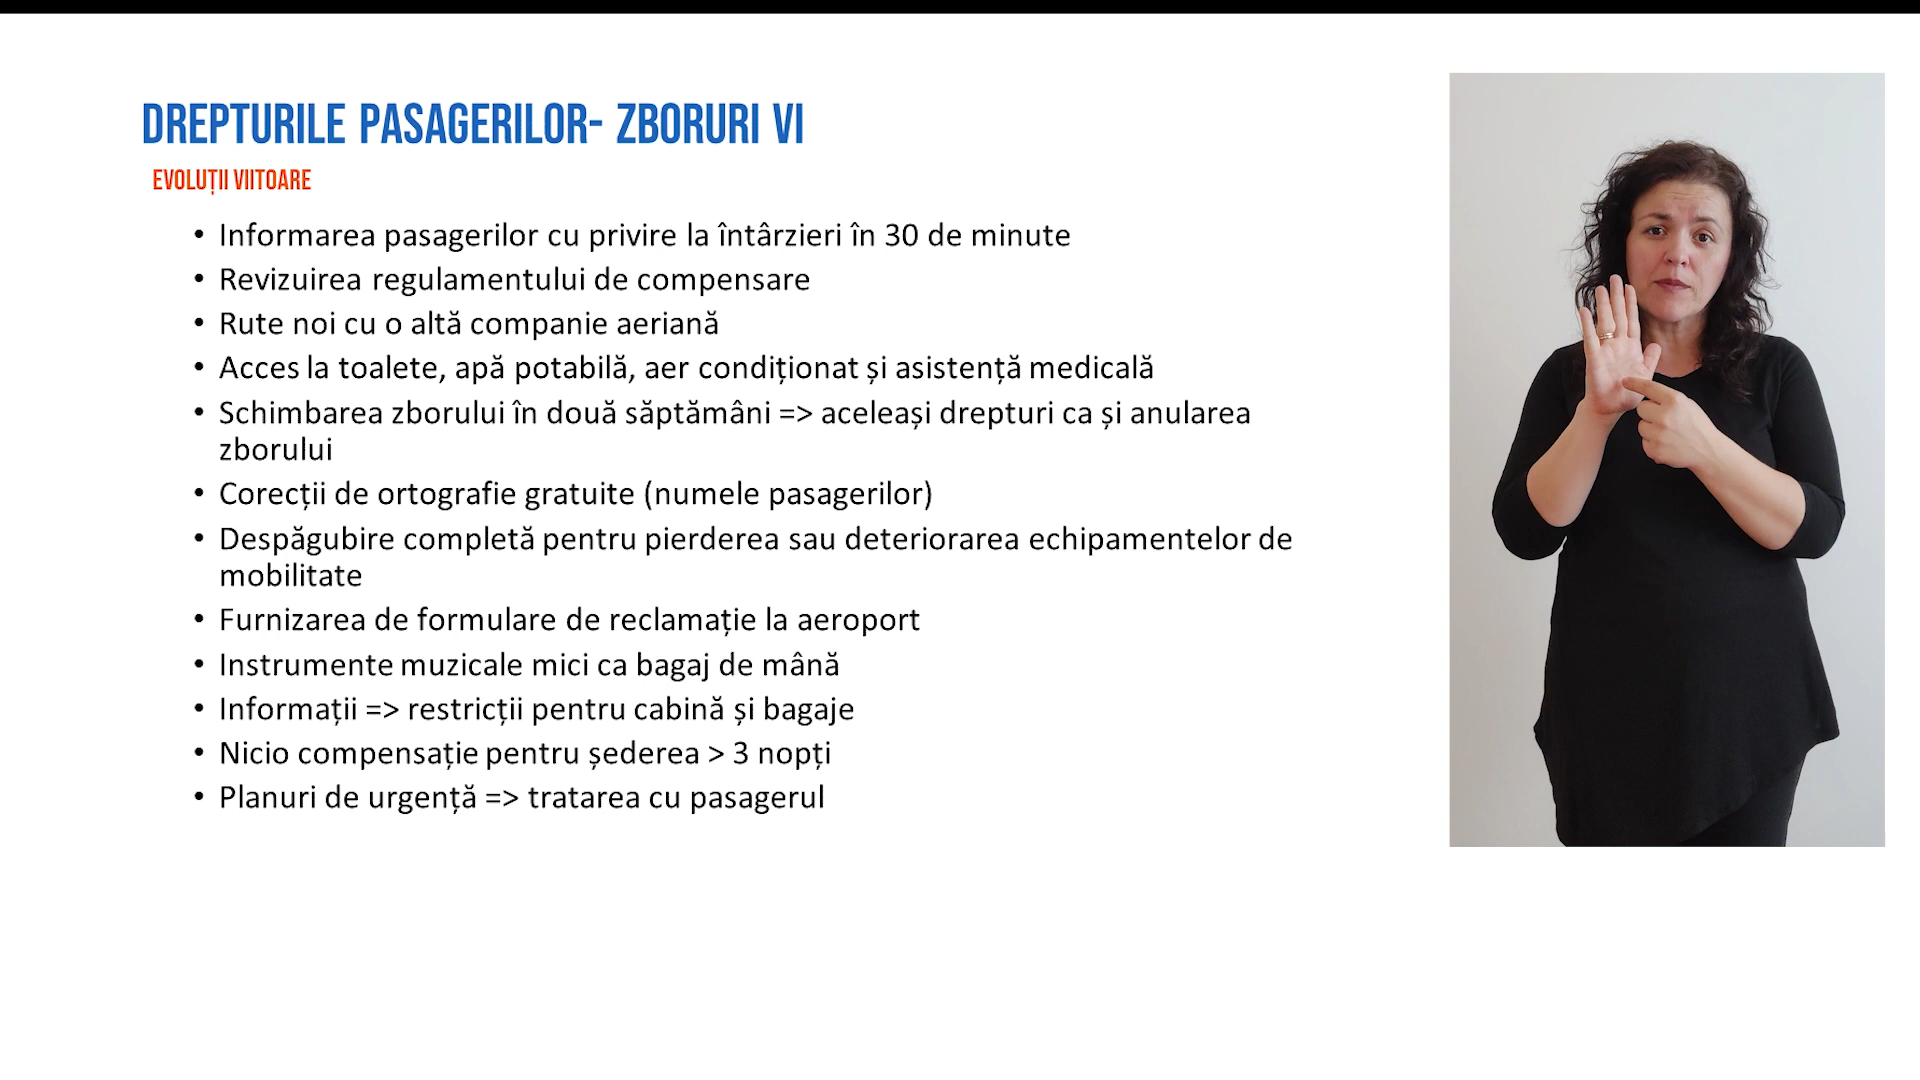 DREPTURILE PASAGERILOR- ZBORURI VI
EVOLUȚII VIITOARE
• Informarea pasagerilor cu privire la întârzieri în 30 de minute
• Revizuirea regulamentului de compensare
• Rute noi cu o altă companie aeriană
• Acces la toalete, apă potabilă, aer condiționat și asistență medicală
• Schimbarea zborului în două săptămâni => aceleași drepturi ca și anularea
zborului
• Corecții de ortografie gratuite (numele pasagerilor)
• Despăgubire completă pentru pierderea sau deteriorarea echipamentelor de
mobilitate
• Furnizarea de formulare de reclamație la aeroport
• Instrumente muzicale mici ca bagaj de mână
• Informații => restricții pentru cabină și bagaje
• Nicio compensație pentru șederea > 3 nopți
• Planuri de urgență => tratarea cu pasagerul